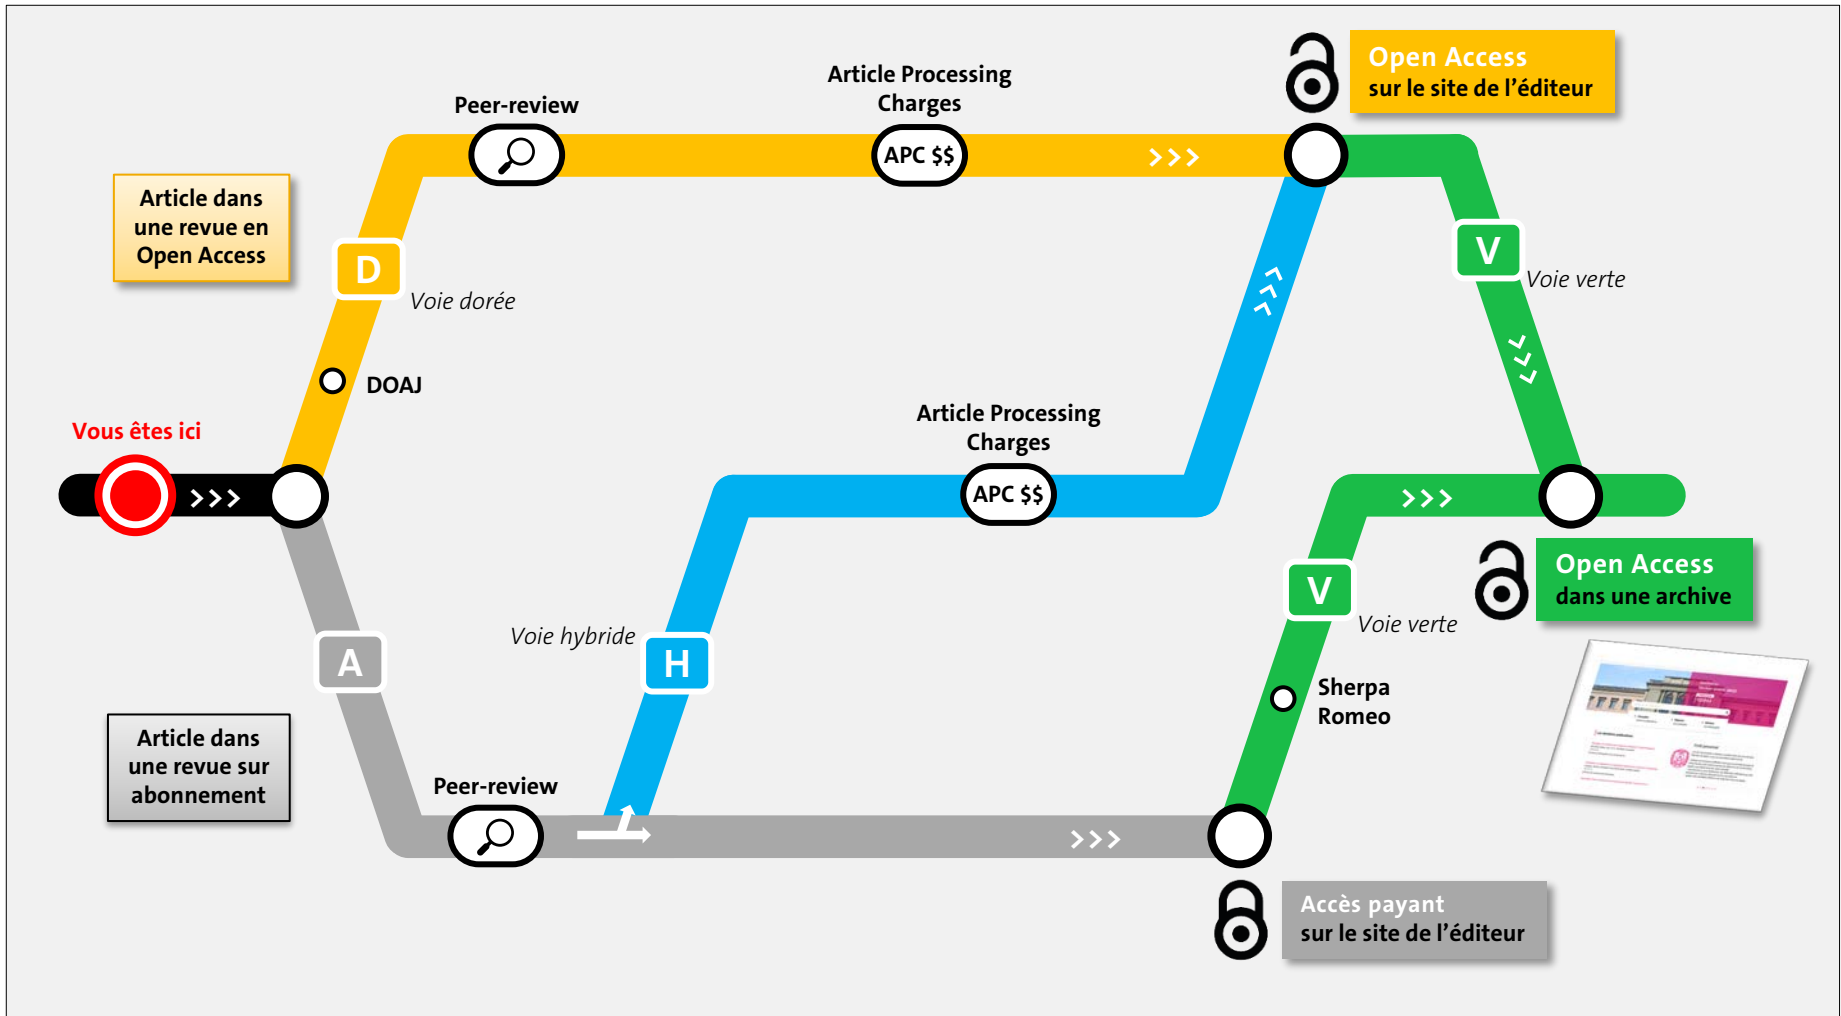 Open Access
sur le site de l’éditeur
Article Processing
Charges
APC $$
Peer-review
Article dans
une revue en
Open Access
D
Voie dorée
DOAJ
V
Voie verte
Vous êtes ici
Article Processing
Charges
APC $$
Open Access
dans une archive
V
Voie verte
Sherpa
Romeo
Voie hybride
H
A
Article dans
une revue sur
abonnement
Peer-review
Accès payant
sur le site de l’éditeur